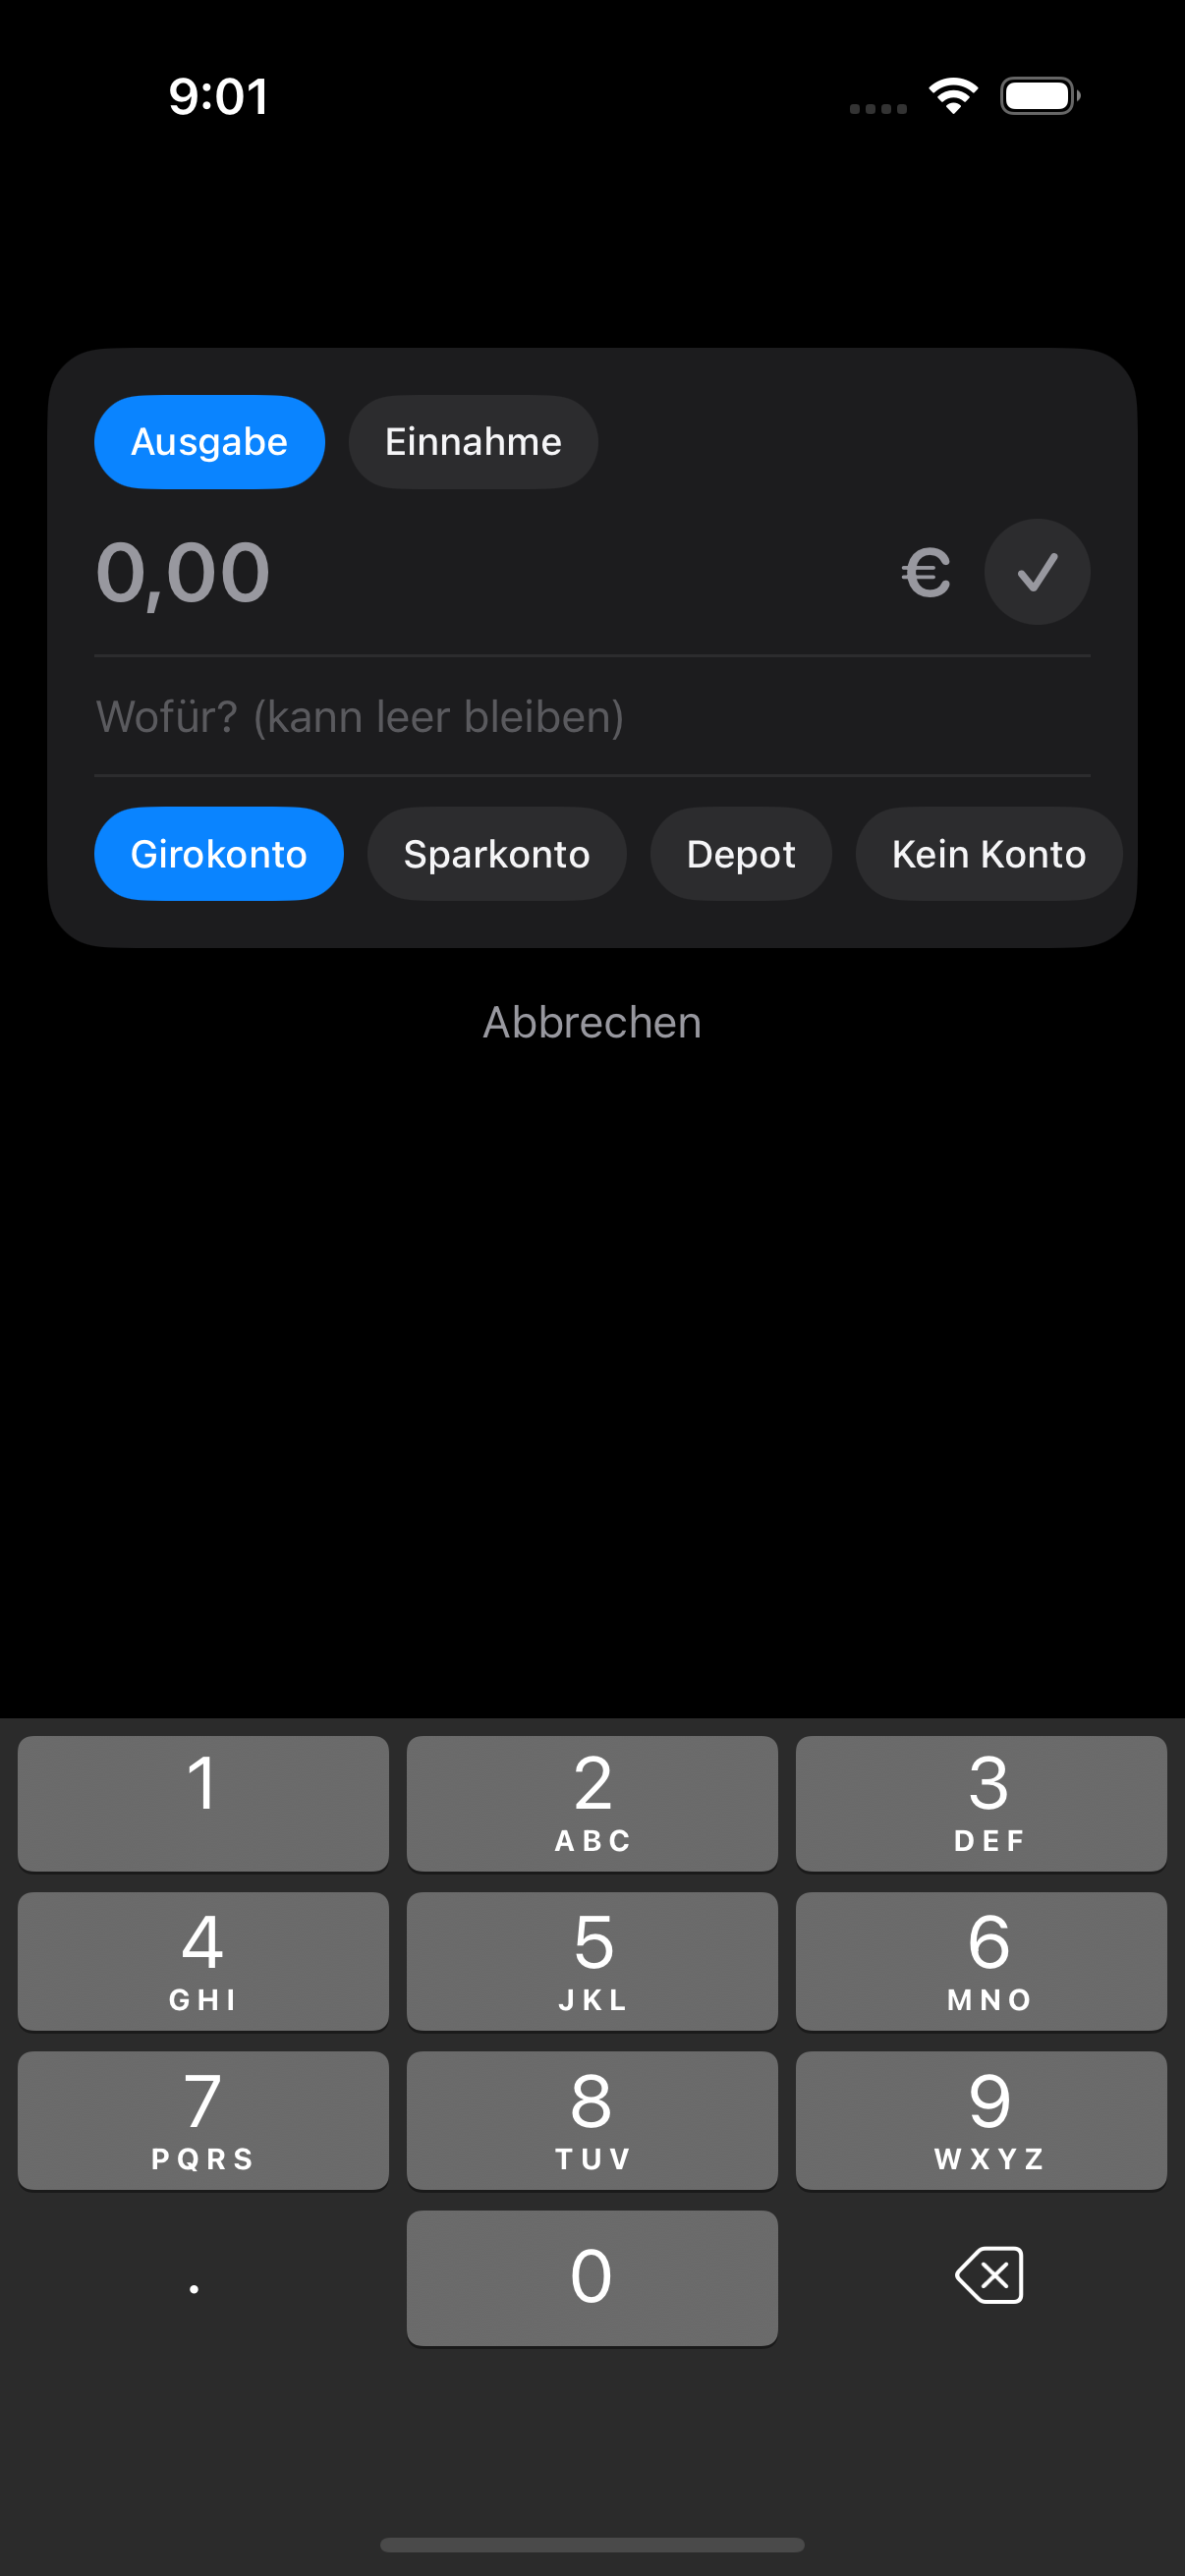 9:01
Ausgabe Einnahme
0,00 €
Wofür? (kann leer bleiben)
Girokonto Sparkonto Depot Kein Konto
Abbrechen
1 2 3
ABC DEF
4 5 6
GHI JKL MNO
7 8 9
PQRS TUV WXYZ
. 0